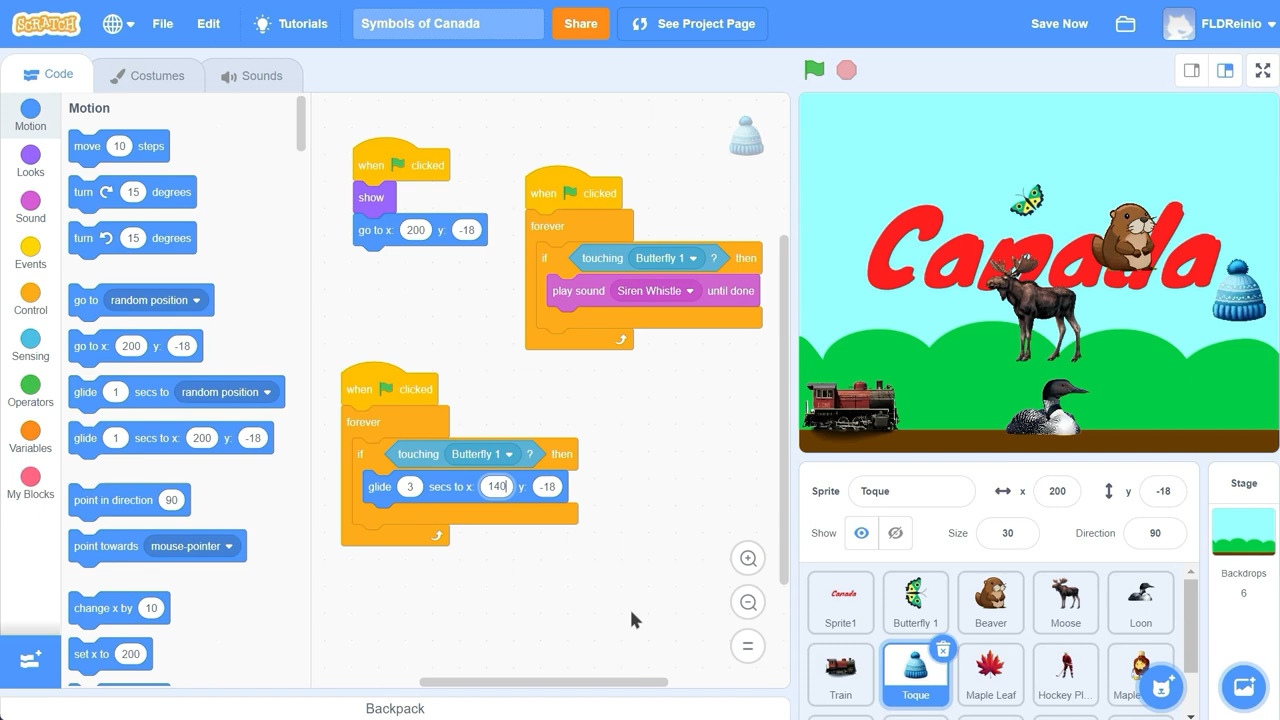 SCRATCH File Edit Tutorials Symbols of Canada Share See Project Page Save Now FLDReinio
Code Costumes Sounds
Motion
Looks
Sound
Events
Control
Sensing
Operators
Variables
My Blocks
Motion
move 10 steps
turn 15 degrees
turn 15 degrees
go to random position
go to x: 200 y: -18
glide 1 secs to random position
glide 1 secs to x: 200 y: -18
point in direction 90
point towards mouse-pointer
change x by 10
set x to 200
when clicked
show
go to x: 200 y: -18
when clicked
forever
if touching Butterfly 1 ? then
play sound Siren Whistle until done
when clicked
forever
if touching Butterfly 1 ? then
glide 3 secs to x: 140 y: -18
Backpack
Canada
Sprite Toque x 200 y -18
Show Size 30 Direction 90
Canada
Sprite1 Butterfly 1 Beaver Moose Loon
Train Toque Maple Leaf Hockey Pl... Maple
Stage
Backdrops
6